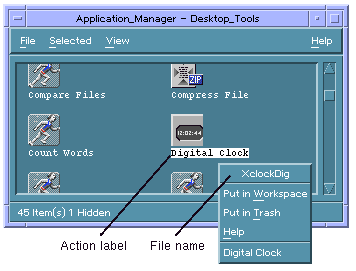 Application_Manager - Desktop_Tools
File Selected View Help
ZIP
Compare Files Compress File
12:02:44
Count Words Digital Clock
XclockDig
Put in Workspace
Put in Trash
Help
Digital Clock
45 Item(s) 1 Hidden
Action label File name